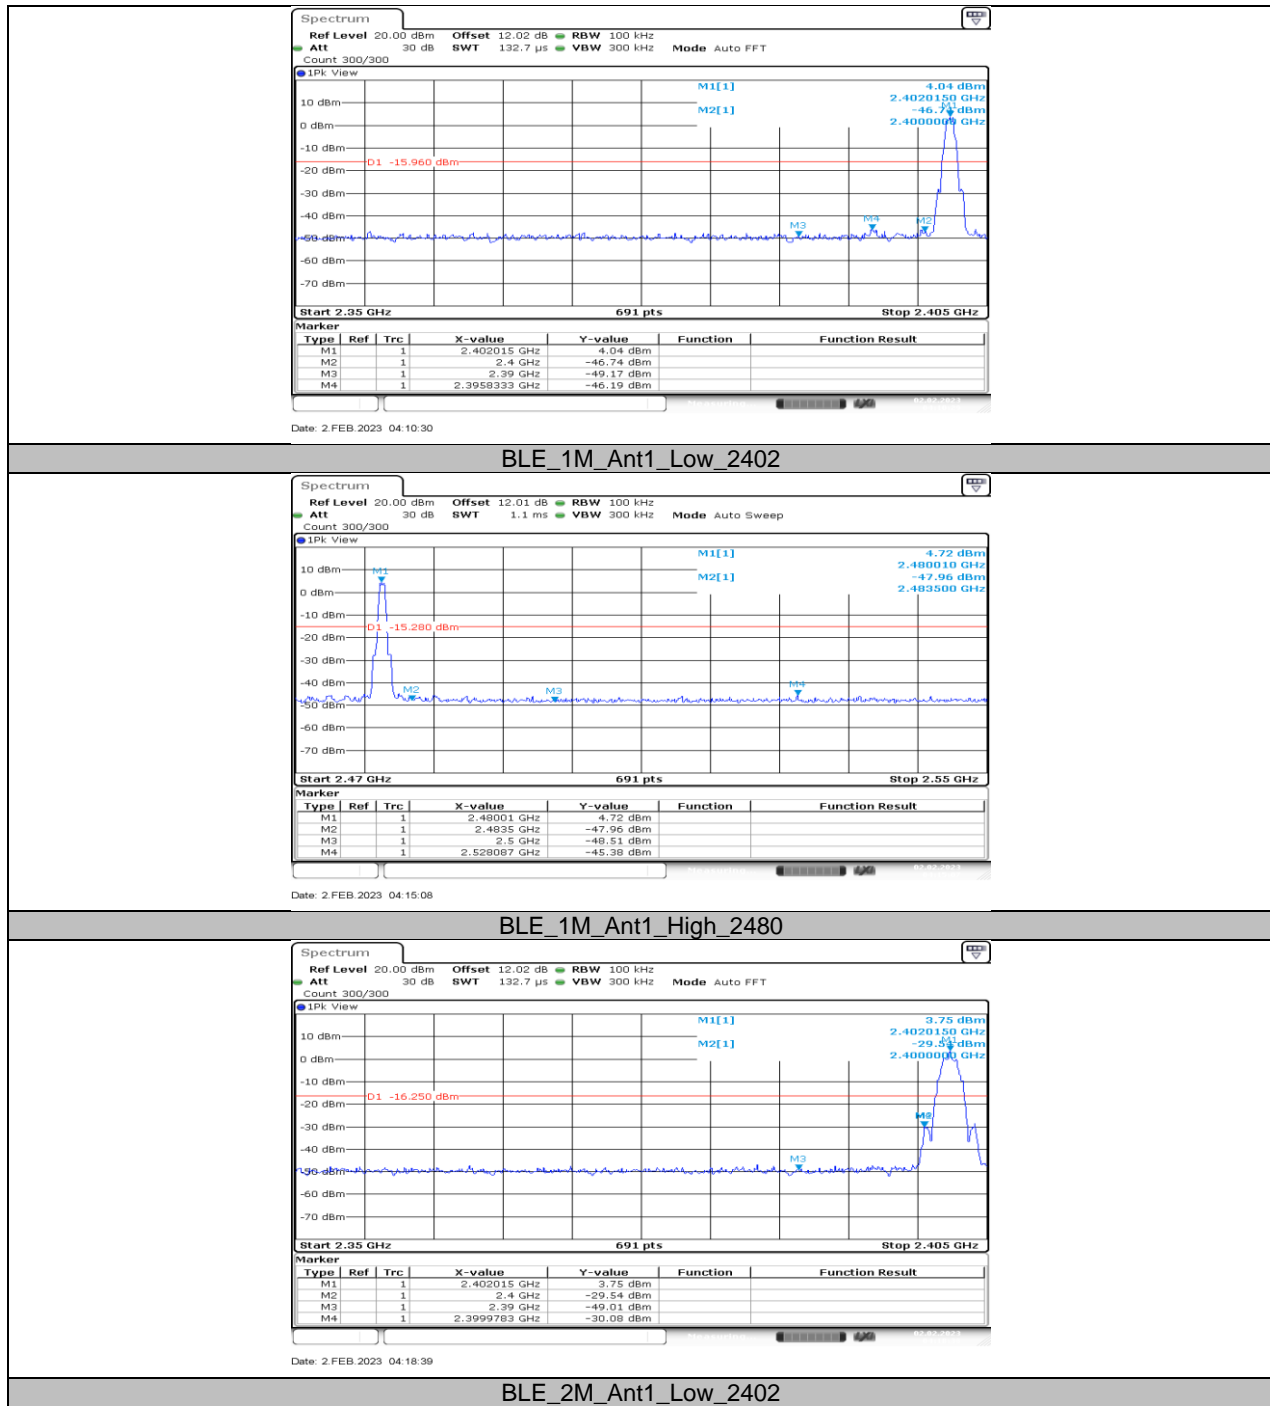 Spectrum
Ref Level 20.00 dBm Offset 12.02 dB RBW 100 kHz
Att 30 dB SWT 132.7 µs VBW 300 kHz Mode Auto FFT
Count 300/300
1Pk View
M1[1] 4.04 dBm
2.4020150 GHz
M2[1] -46.74 dBm
2.4000000 GHz
M1
10 dBm
0 dBm
-10 dBm
D1 -15.960 dBm
-20 dBm
-30 dBm
-40 dBm
M3 M4 M2
-50 dBm
-60 dBm
-70 dBm
Start 2.35 GHz 691 pts Stop 2.405 GHz
Marker
Type Ref Trc X-value Y-value Function Function Result
M1 1 2.402015 GHz 4.04 dBm
M2 1 2.4 GHz -46.74 dBm
M3 1 2.39 GHz -49.17 dBm
M4 1 2.3958333 GHz -46.19 dBm
Date: 2.FEB.2023 04:10:30
BLE_1M_Ant1_Low_2402
Spectrum
Ref Level 20.00 dBm Offset 12.01 dB RBW 100 kHz
Att 30 dB SWT 1.1 ms VBW 300 kHz Mode Auto Sweep
Count 300/300
1Pk View
M1[1] 4.72 dBm
2.480010 GHz
M2[1] -47.96 dBm
2.483500 GHz
10 dBm
M1
0 dBm
-10 dBm
D1 -15.280 dBm
-20 dBm
-30 dBm
-40 dBm
M2 M3 M4
-50 dBm
-60 dBm
-70 dBm
Start 2.47 GHz 691 pts Stop 2.55 GHz
Marker
Type Ref Trc X-value Y-value Function Function Result
M1 1 2.48001 GHz 4.72 dBm
M2 1 2.4835 GHz -47.96 dBm
M3 1 2.5 GHz -48.51 dBm
M4 1 2.528087 GHz -45.38 dBm
Date: 2.FEB.2023 04:15:08
BLE_1M_Ant1_High_2480
Spectrum
Ref Level 20.00 dBm Offset 12.02 dB RBW 100 kHz
Att 30 dB SWT 132.7 µs VBW 300 kHz Mode Auto FFT
Count 300/300
1Pk View
M1[1] 3.75 dBm
2.4020150 GHz
M2[1] -29.54 dBm
2.4000000 GHz
M1
10 dBm
0 dBm
-10 dBm
D1 -16.250 dBm
-20 dBm
-30 dBm
-40 dBm
M3
-50 dBm
-60 dBm
-70 dBm
Start 2.35 GHz 691 pts Stop 2.405 GHz
Marker
Type Ref Trc X-value Y-value Function Function Result
M1 1 2.402015 GHz 3.75 dBm
M2 1 2.4 GHz -29.54 dBm
M3 1 2.39 GHz -49.01 dBm
M4 1 2.3999783 GHz -30.08 dBm
Date: 2.FEB.2023 04:18:39
BLE_2M_Ant1_Low_2402